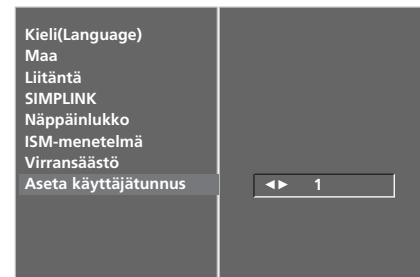 Kieli(Language)
Maa
Liitäntä
SIMPLINK
Näppäinlukko
ISM-menetelmä
Virransäästö
Aseta käyttäjätunnus
◄► 1